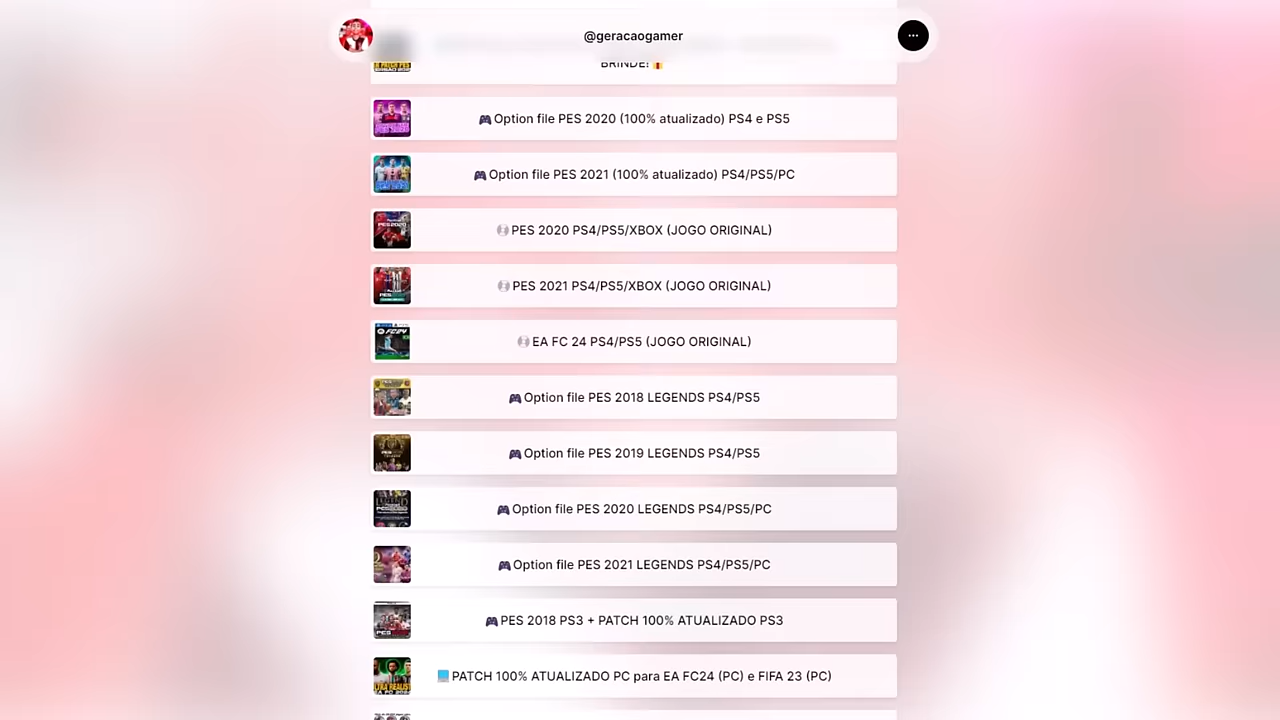 @geracaogamer
BRINDE! 🎁
🎮Option file PES 2020 (100% atualizado) PS4 e PS5
🎮Option file PES 2021 (100% atualizado) PS4/PS5/PC
PES 2020 PS4/PS5/XBOX (JOGO ORIGINAL)
PES 2021 PS4/PS5/XBOX (JOGO ORIGINAL)
EA FC 24 PS4/PS5 (JOGO ORIGINAL)
🎮Option file PES 2018 LEGENDS PS4/PS5
🎮Option file PES 2019 LEGENDS PS4/PS5
🎮Option file PES 2020 LEGENDS PS4/PS5/PC
🎮Option file PES 2021 LEGENDS PS4/PS5/PC
🎮PES 2018 PS3 + PATCH 100% ATUALIZADO PS3
PATCH 100% ATUALIZADO PC para EA FC24 (PC) e FIFA 23 (PC)